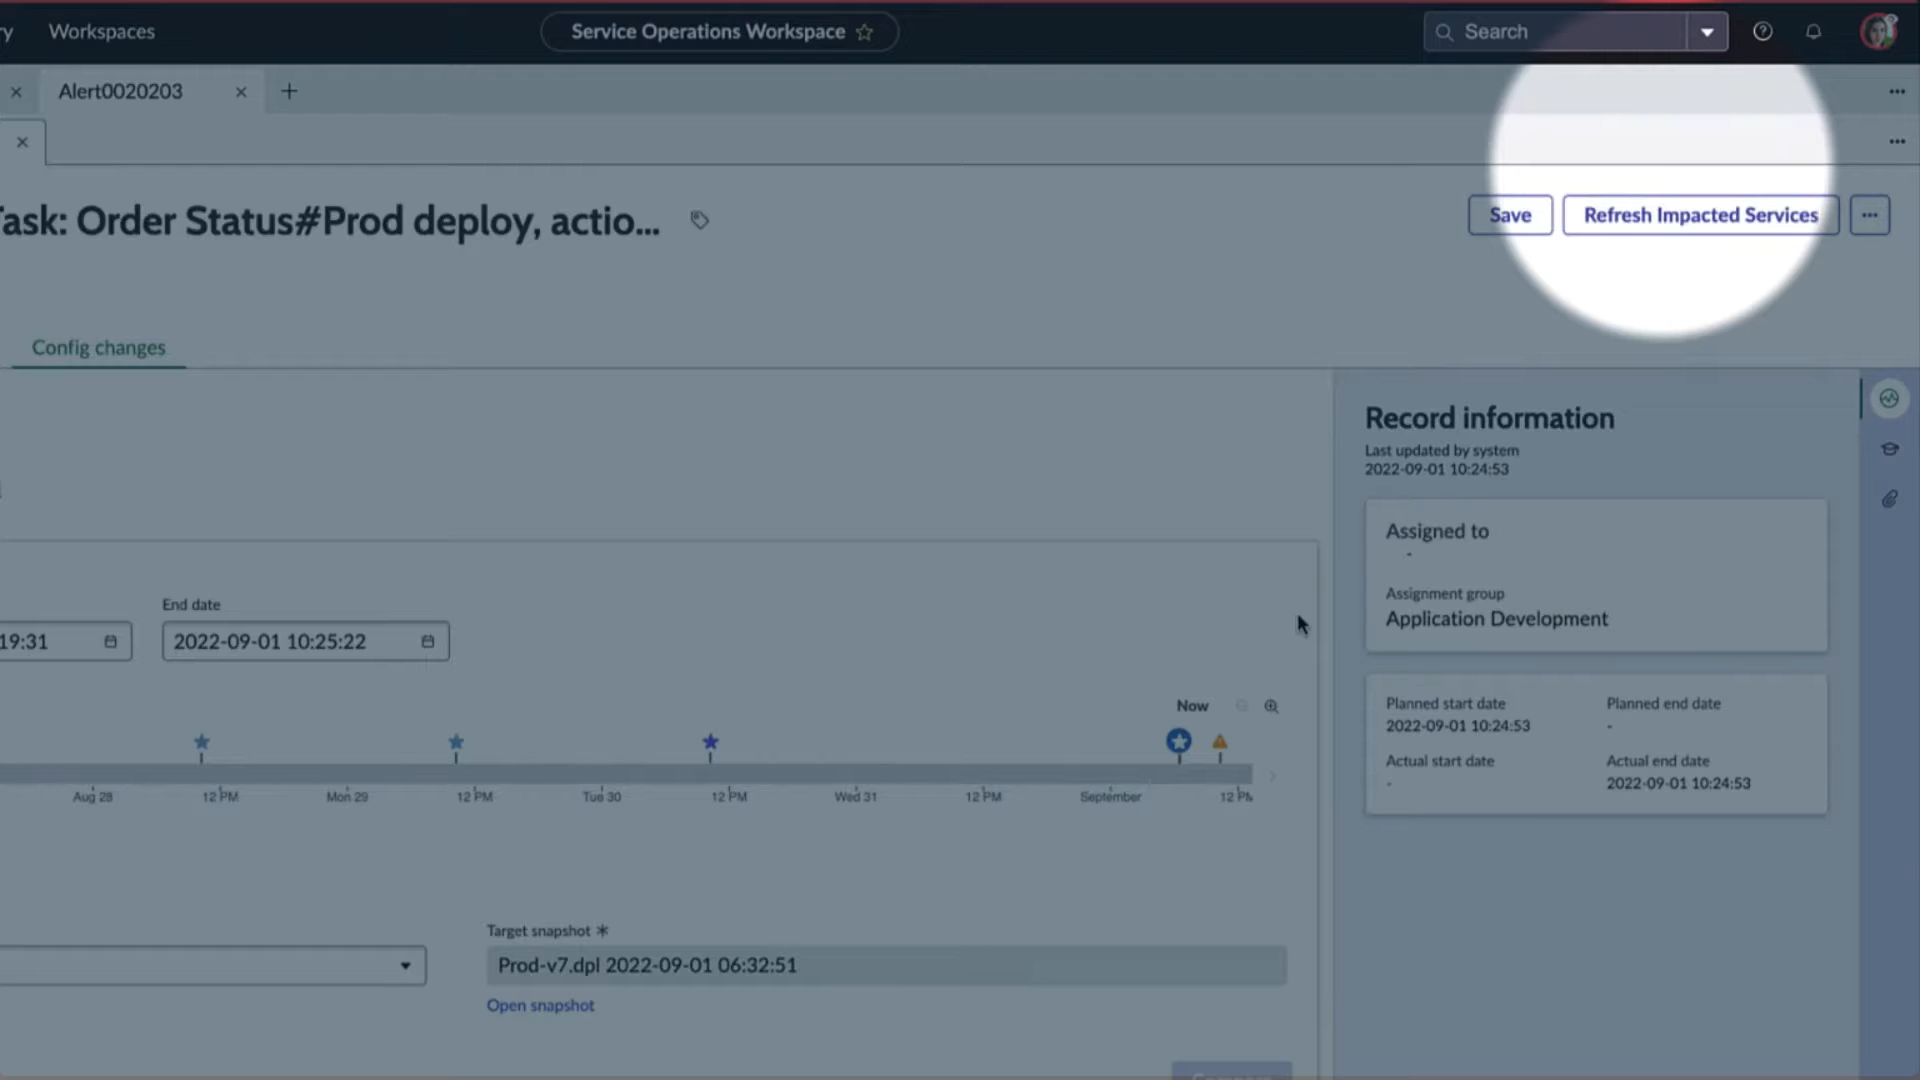 Workspaces
Service Operations Workspace
Search
Alert0020203
ask: Order Status#Prod deploy, actio...
Save
Refresh Impacted Services
Config changes
Record information
Last updated by system
2022-09-01 10:24:53
Assigned to
-
Assignment group
Application Development
End date
19:31
2022-09-01 10:25:22
Planned start date
Planned end date
2022-09-01 10:24:53
-
Actual start date
Actual end date
-
2022-09-01 10:24:53
Now
Aug 28
12 PM
Mon 29
12 PM
Tue 30
12 PM
Wed 31
12 PM
September
12 PM
Target snapshot *
Prod-v7.dpl 2022-09-01 06:32:51
Open snapshot